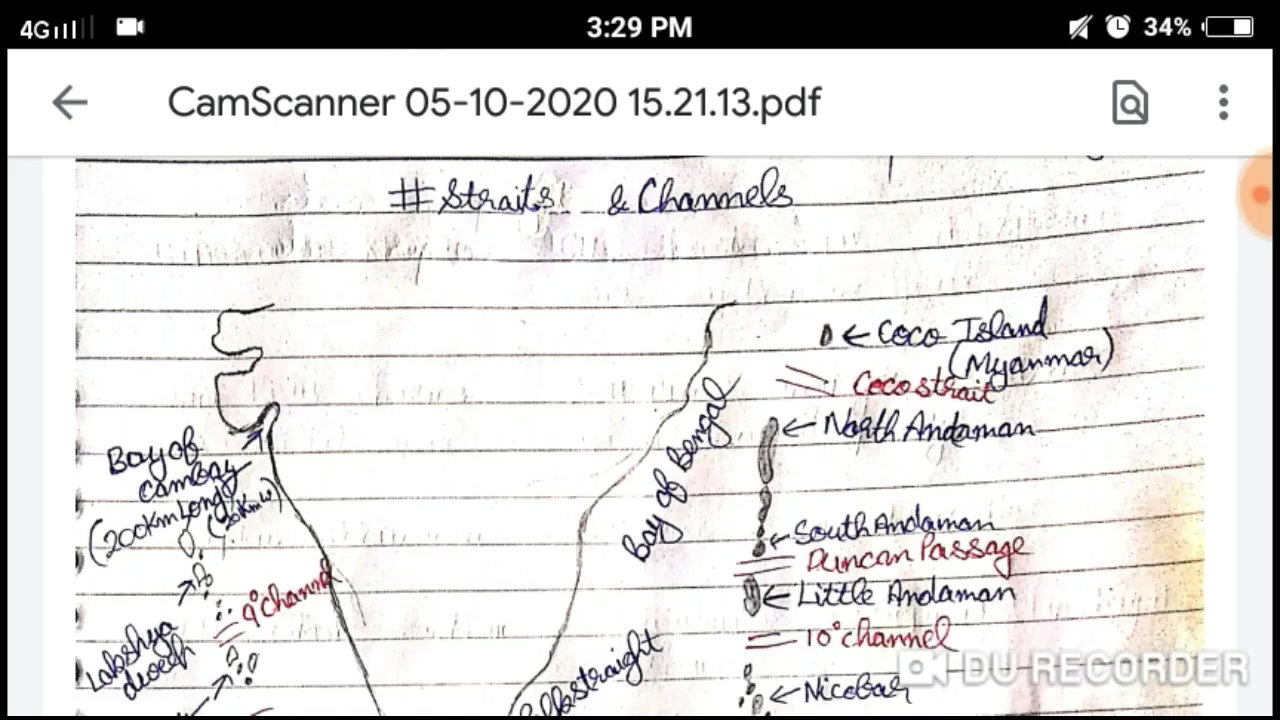 4G
3:29 PM
34%
CamScanner 05-10-2020 15.21.13.pdf
# Straits & Channels
← Coco Island
(Myanmar)
Coco strait
← North Andaman
Bay of Bengal
Bay of
Cambay
(200Km Long)
← South Andaman
Duncan Passage
← Little Andaman
9° Channel
10° channel
← Nicobar
DU RECORDER